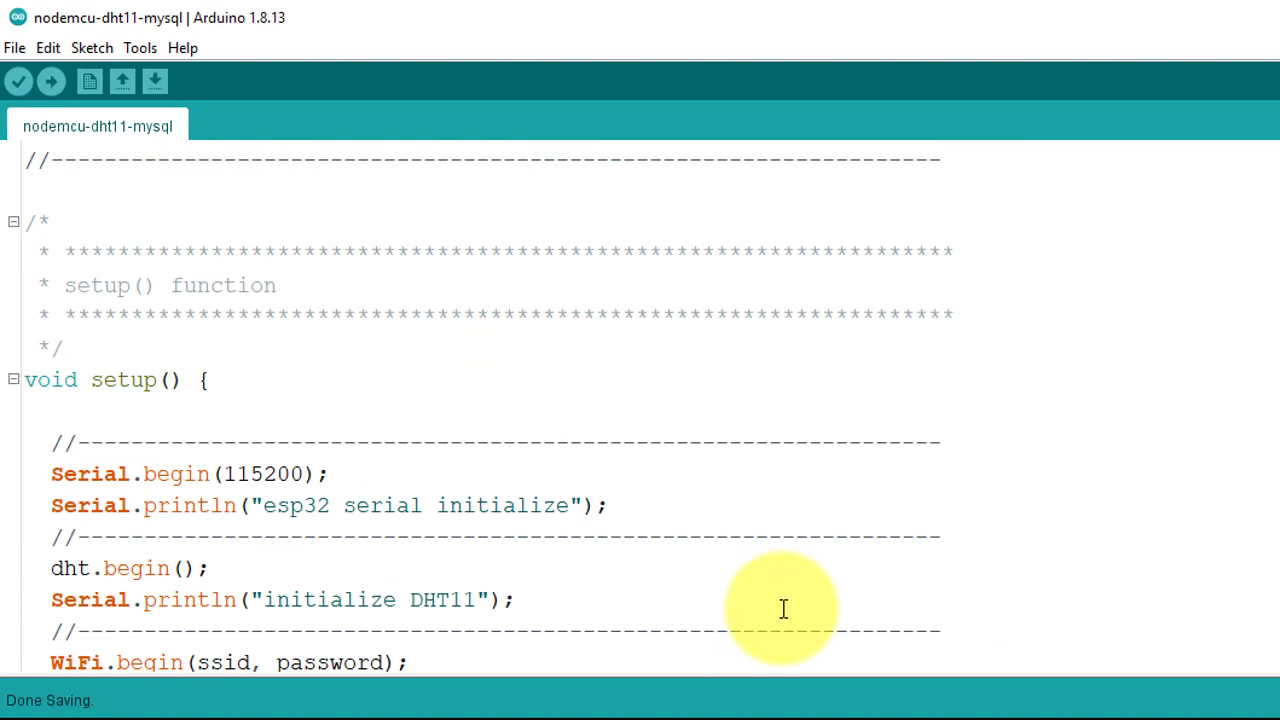 nodemcu-dht11-mysql | Arduino 1.8.13
File Edit Sketch Tools Help
nodemcu-dht11-mysql
//-------------------------------------------------------------------
/*
* *******************************************************************
* setup() function
* *******************************************************************
*/
void setup() {
//-----------------------------------------------------------------
Serial.begin(115200);
Serial.println("esp32 serial initialize");
//-----------------------------------------------------------------
dht.begin();
Serial.println("initialize DHT11");
//-----------------------------------------------------------------
WiFi.begin(ssid, password);
Done Saving.